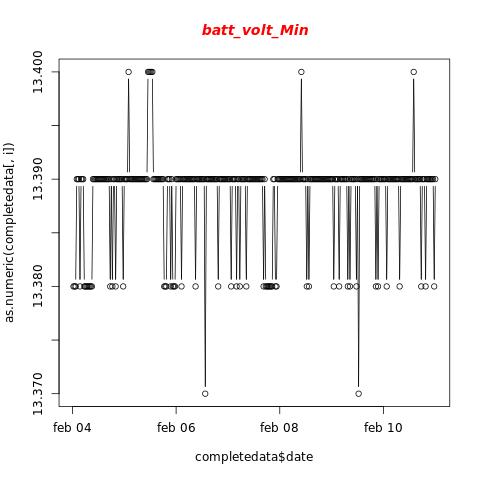 batt_volt_Min
as.numeric(completedata[, i])
13.400
13.390
13.380
13.370
feb 04
feb 06
feb 08
feb 10
completedata$date